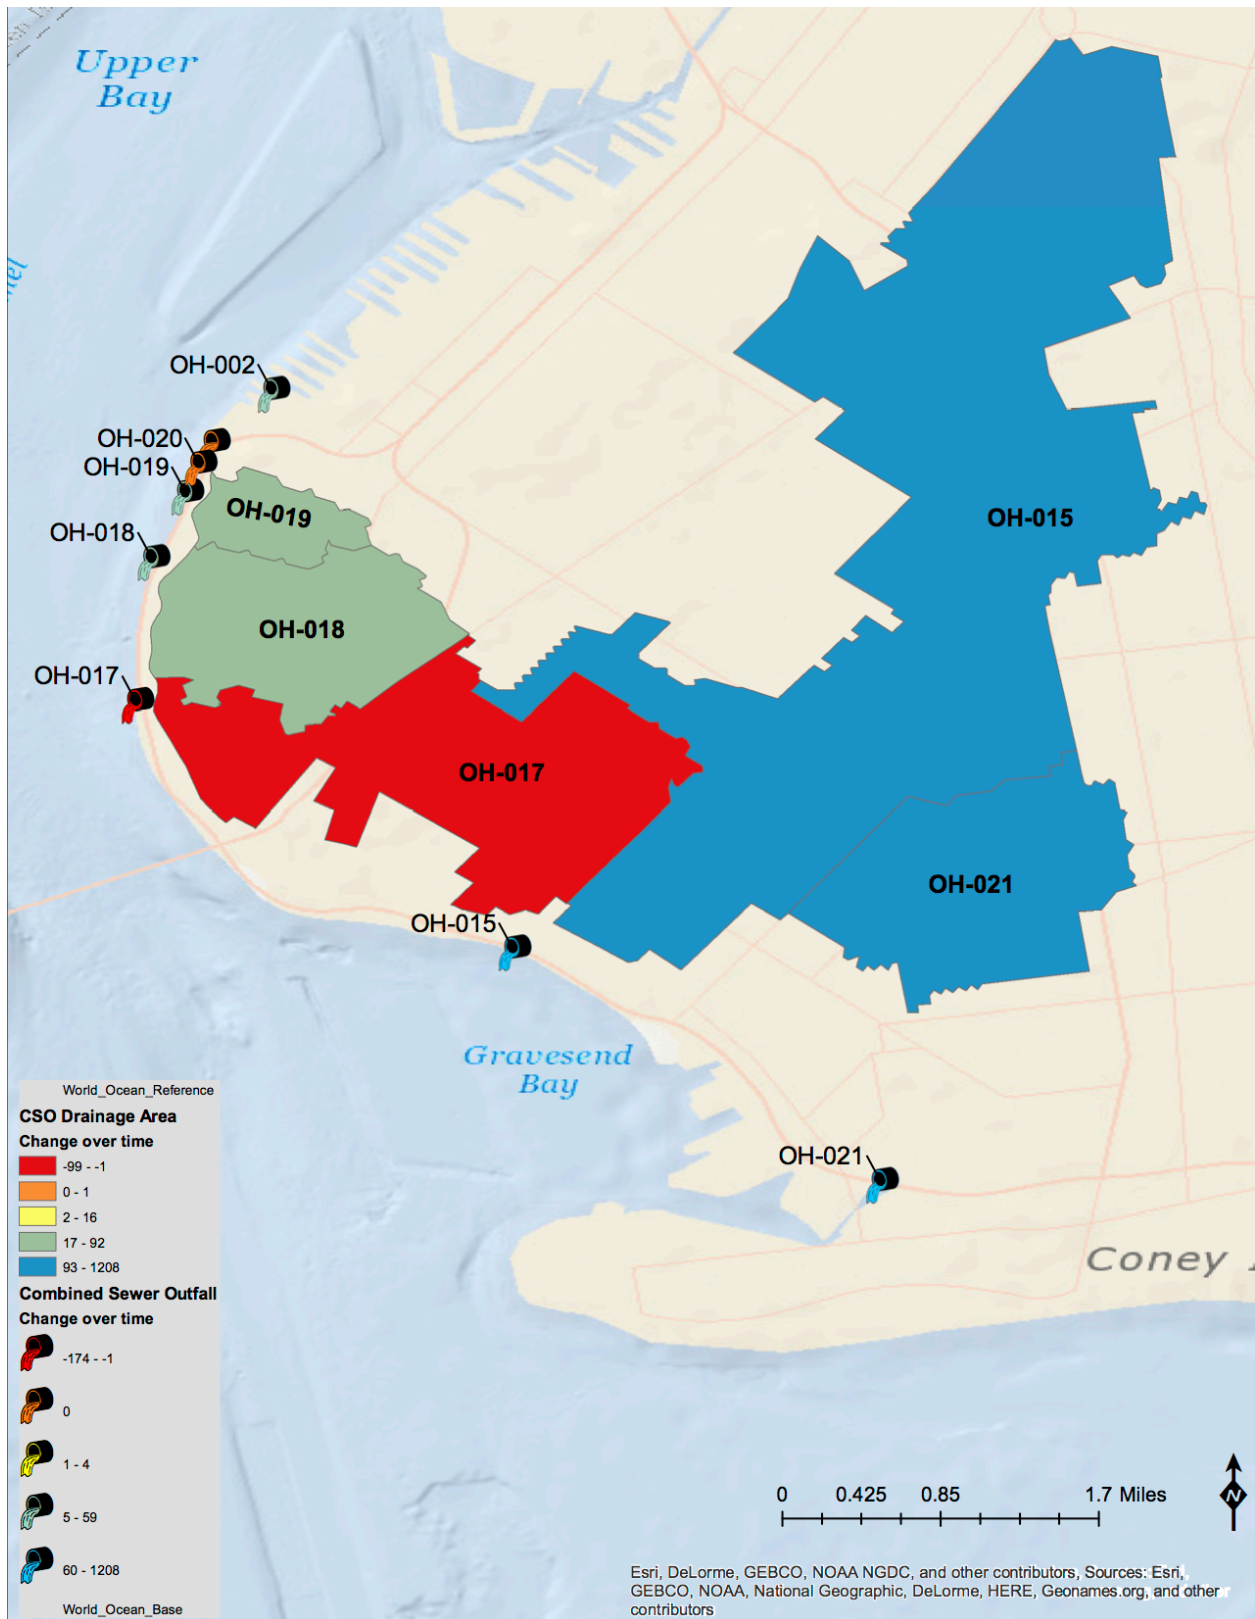 Upper
Bay
nel
OH-002
OH-020
OH-019
OH-019
OH-018
OH-018
OH-017
OH-017
OH-015
OH-015
OH-021
Gravesend
Bay
OH-021
Coney
World_Ocean_Reference
CSO Drainage Area
Change over time
-99 - -1
0 - 1
2 - 16
17 - 92
93 - 1208
Combined Sewer Outfall
Change over time
-174 - -1
0
1 - 4
5 - 59
60 - 1208
World_Ocean_Base
0 0.425 0.85 1.7 Miles
N
Esri, DeLorme, GEBCO, NOAA NGDC, and other contributors, Sources: Esri,
GEBCO, NOAA, National Geographic, DeLorme, HERE, Geonames.org, and other
contributors